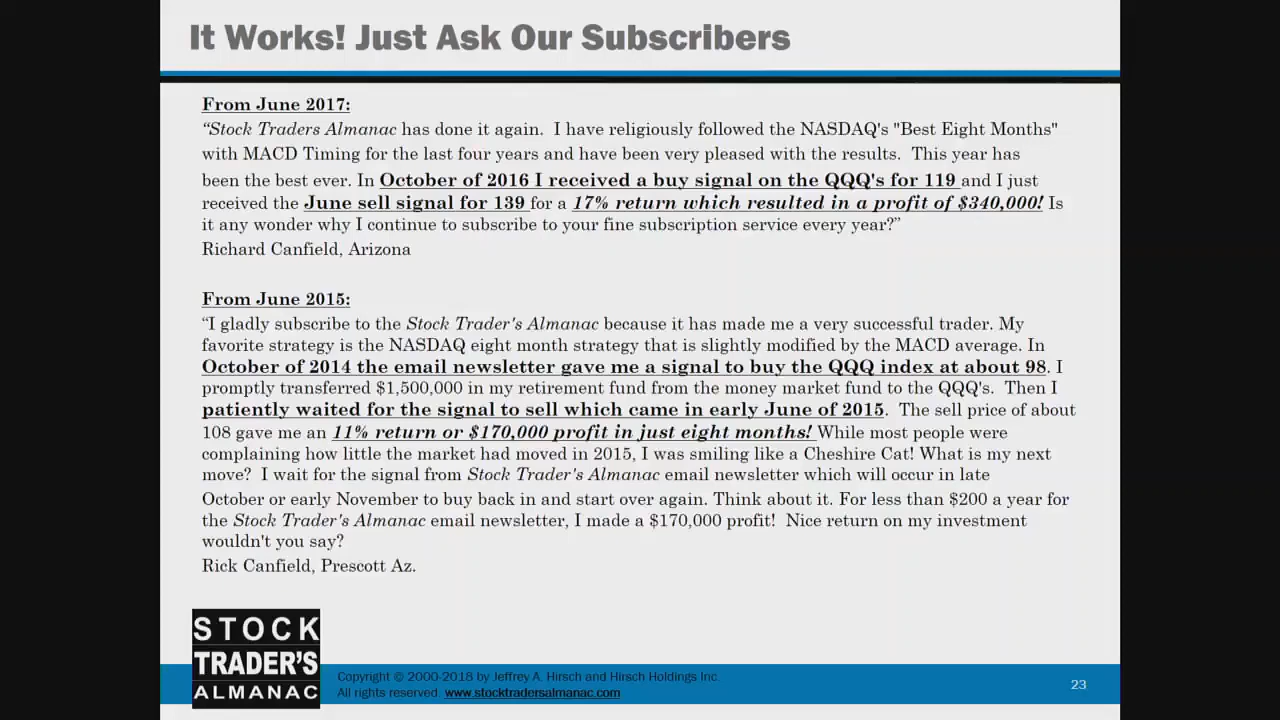 It Works! Just Ask Our Subscribers
From June 2017:
“Stock Traders Almanac has done it again.  I have religiously followed the NASDAQ's "Best Eight Months"
with MACD Timing for the last four years and have been very pleased with the results.  This year has
been the best ever. In October of 2016 I received a buy signal on the QQQ's for 119 and I just
received the June sell signal for 139 for a 17% return which resulted in a profit of $340,000! Is
it any wonder why I continue to subscribe to your fine subscription service every year?”
Richard Canfield, Arizona
From June 2015:
“I gladly subscribe to the Stock Trader's Almanac because it has made me a very successful trader. My
favorite strategy is the NASDAQ eight month strategy that is slightly modified by the MACD average. In
October of 2014 the email newsletter gave me a signal to buy the QQQ index at about 98. I
promptly transferred $1,500,000 in my retirement fund from the money market fund to the QQQ's.  Then I
patiently waited for the signal to sell which came in early June of 2015.  The sell price of about
108 gave me an 11% return or $170,000 profit in just eight months! While most people were
complaining how little the market had moved in 2015, I was smiling like a Cheshire Cat! What is my next
move?  I wait for the signal from Stock Trader's Almanac email newsletter which will occur in late
October or early November to buy back in and start over again. Think about it. For less than $200 a year for
the Stock Trader's Almanac email newsletter, I made a $170,000 profit!  Nice return on my investment
wouldn't you say?
Rick Canfield, Prescott Az.
STOCK
TRADER'S
ALMANAC
Copyright © 2000-2018 by Jeffrey A. Hirsch and Hirsch Holdings Inc.
All rights reserved. www.stocktradersalmanac.com
23